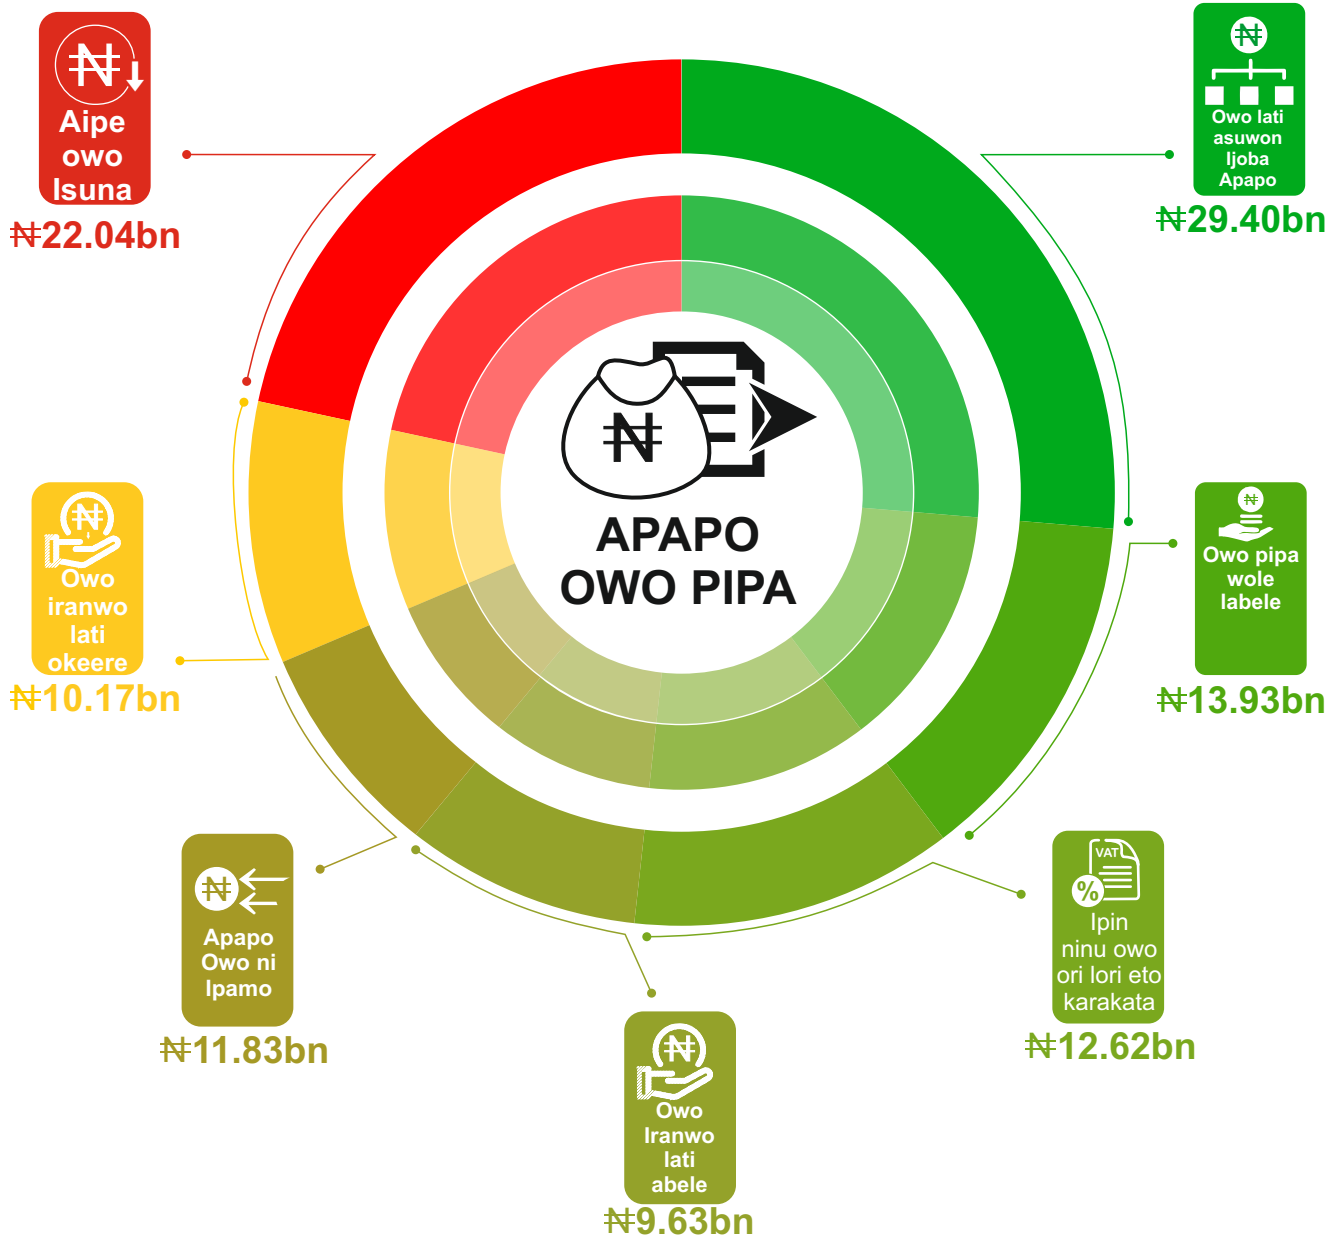 ₦
Aipe
owo
Isuna
₦22.04bn
₦
Owo lati
asuwon
Ijoba
Apapo
₦29.40bn
₦
APAPO
OWO PIPA
₦
Owo
iranwo
lati
okeere
₦10.17bn
₦
Owo pipa
wole
labele
₦13.93bn
₦
Apapo
Owo ni
Ipamo
₦11.83bn
VAT
%
Ipin
ninu owo
ori lori eto
karakata
₦12.62bn
₦
Owo
Iranwo
lati
abele
₦9.63bn